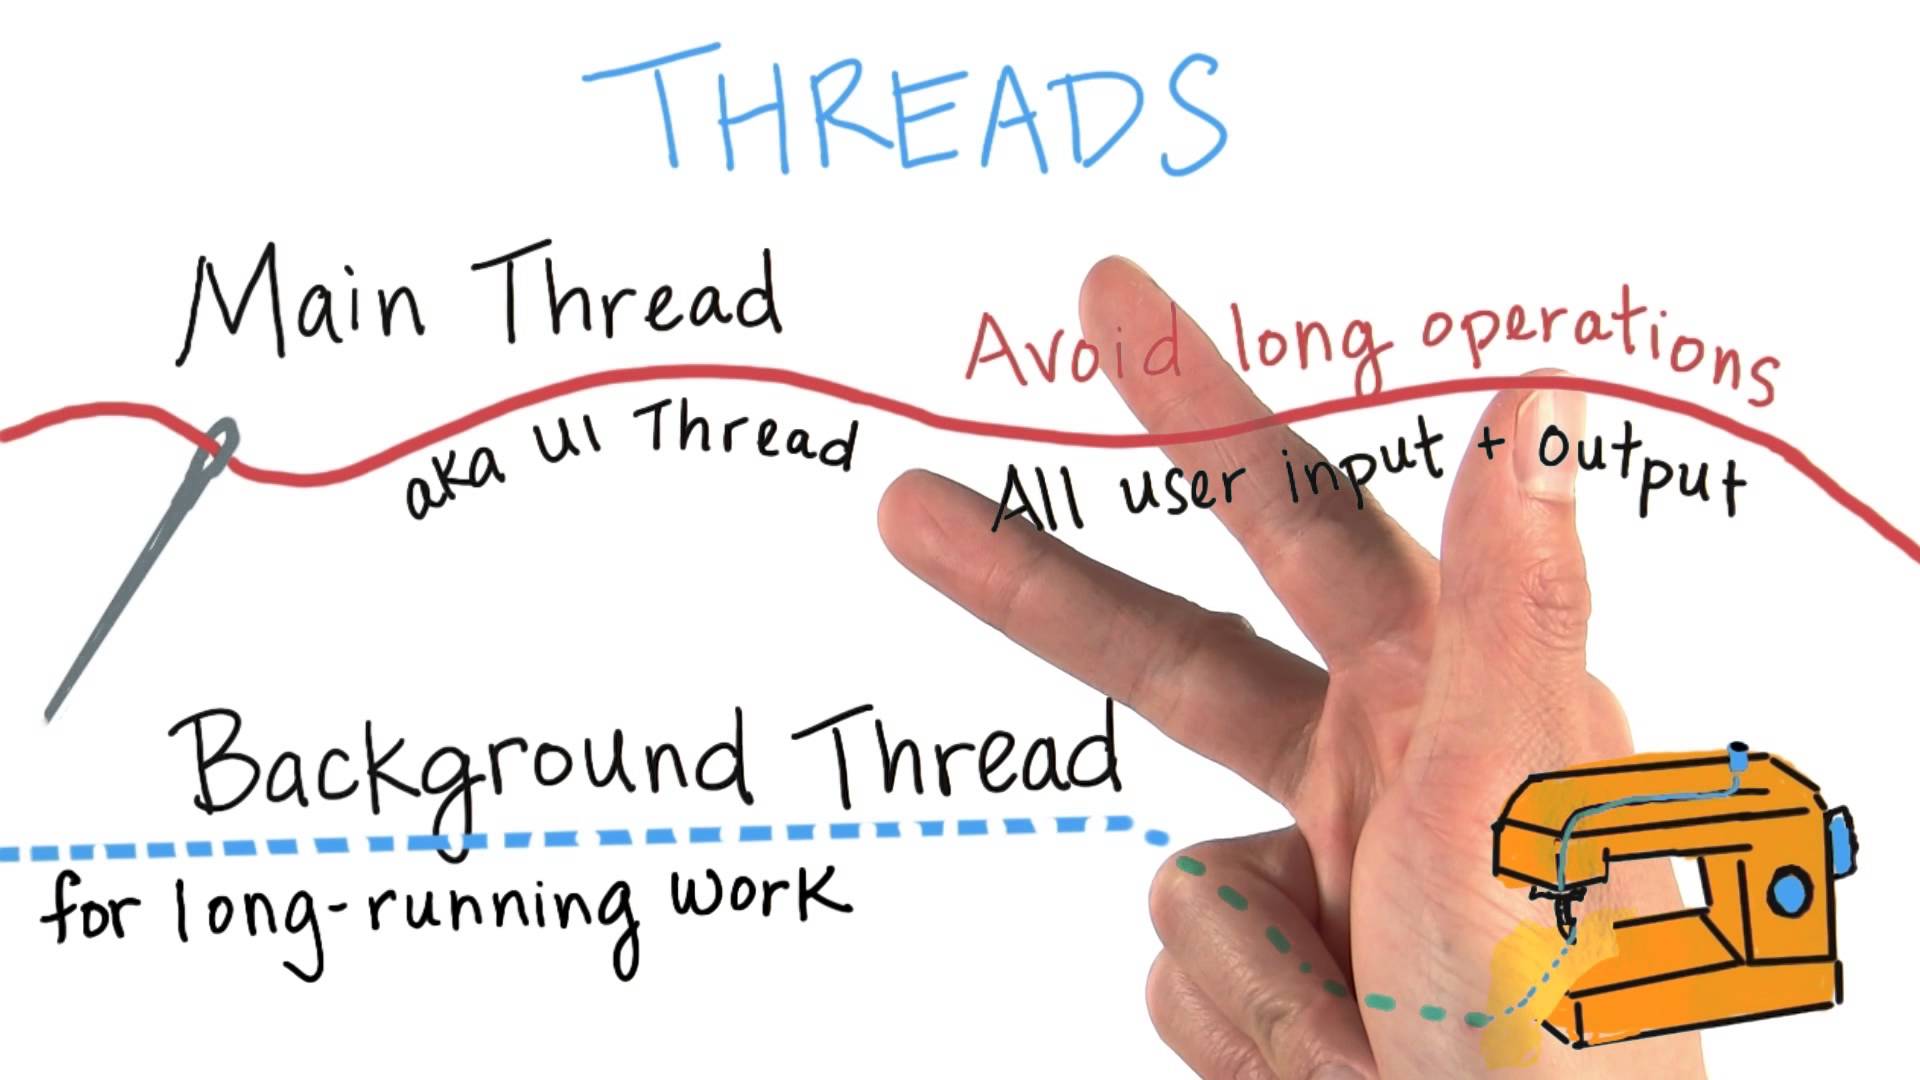 THREADS
Main Thread
Avoid long operations
aka UI Thread
All user input + output
Background Thread
for long-running work